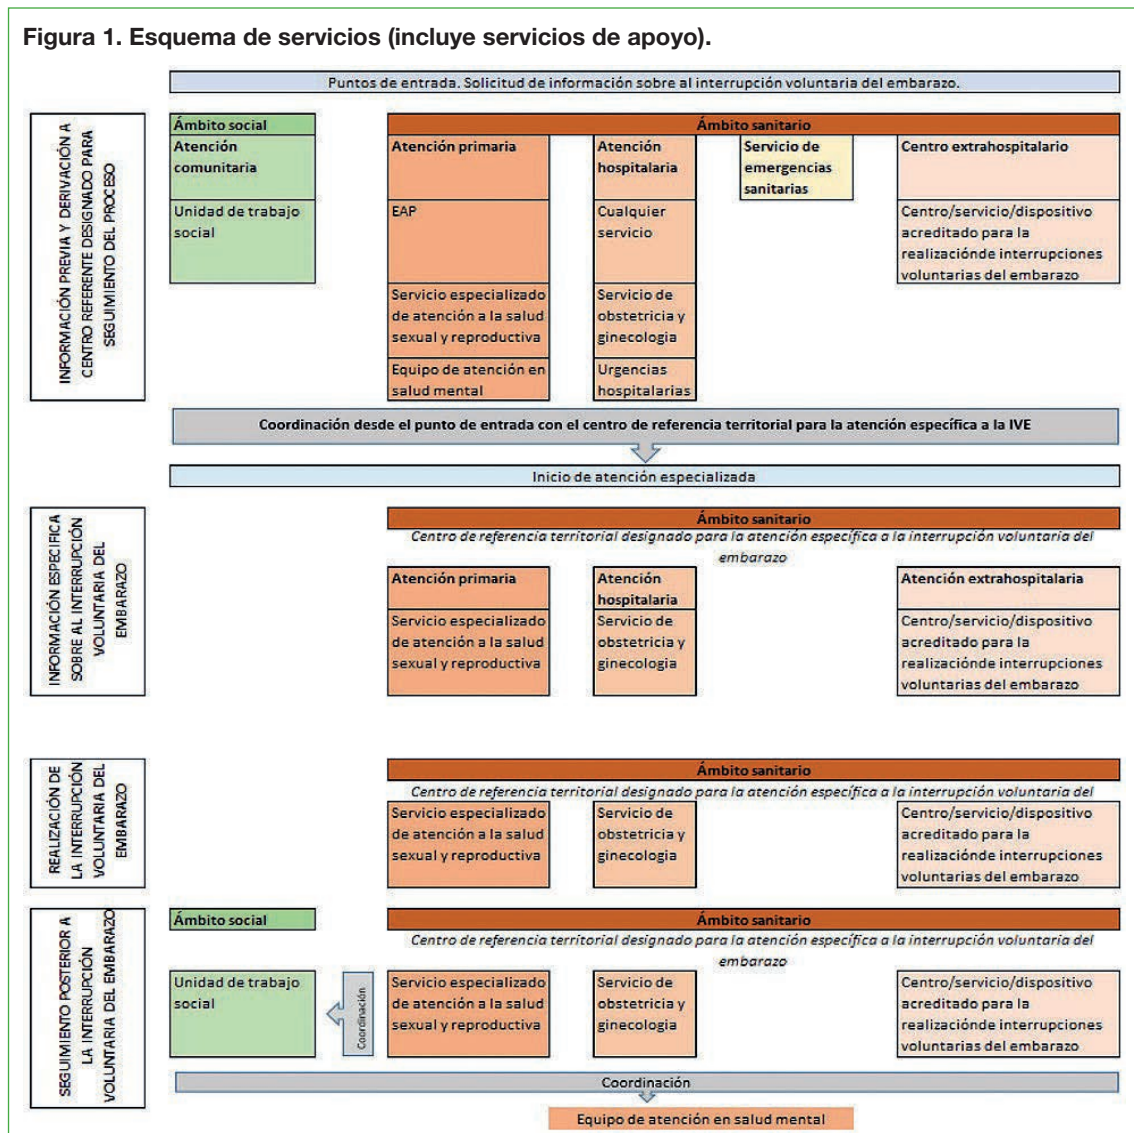 Figura 1. Esquema de servicios (incluye servicios de apoyo).
Puntos de entrada. Solicitud de información sobre al interrupción voluntaria del embarazo.
INFORMACIÓN PREVIA Y DERIVACIÓN A
CENTRO REFERENTE DESIGNADO PARA
SEGUIMIENTO DEL PROCESO
Ámbito social
Atención
comunitaria
Unidad de trabajo
social
Ámbito sanitario
Atención primaria
EAP
Servicio especializado
de atención a la salud
sexual y reproductiva
Equipo de atención en
salud mental
Atención
hospitalaria
Cualquier
servicio
Servicio de
obstetricia y
ginecologia
Urgencias
hospitalarias
Servicio de
emergencias
sanitarias
Centro extrahospitalario
Centro/servicio/dispositivo
acreditado para la
realizaciónde interrupciones
voluntarias del embarazo
Coordinación desde el punto de entrada con el centro de referencia territorial para la atención específica a la IVE
Inicio de atención especializada
INFORMACIÓN ESPECIFICA
SOBRE AL INTERRUPCIÓN
VOLUNTARIA DEL
EMBARAZO
Ámbito sanitario
Centro de referencia territorial designado para la atención específica a la interrupción voluntaria del
embarazo
Atención primaria
Servicio especializado
de atención a la salud
sexual y reproductiva
Atención
hospitalaria
Servicio de
obstetricia y
ginecologia
Atención extrahospitalaria
Centro/servicio/dispositivo
acreditado para la
realizaciónde interrupciones
voluntarias del embarazo
REALIZACIÓN DE
LA INTERRUPCIÓN
VOLUNTARIA DEL
EMBARAZO
Ámbito sanitario
Centro de referencia territorial designado para la atención específica a la interrupción voluntaria del
Servicio especializado
de atención a la salud
sexual y reproductiva
Servicio de
obstetricia y
ginecologia
Centro/servicio/dispositivo
acreditado para la
realizaciónde interrupciones
voluntarias del embarazo
SEGUIMIENTO POSTERIOR A
LA INTERRUPCIÓN
VOLUNTARIA DEL EMBARAZO
Ámbito social
Unidad de trabajo
social
Coordinación
Ámbito sanitario
Centro de referencia territorial designado para la atención específica a la interrupción voluntaria del
embarazo
Servicio especializado
de atención a la salud
sexual y reproductiva
Servicio de
obstetricia y
ginecologia
Centro/servicio/dispositivo
acreditado para la
realizaciónde interrupciones
voluntarias del embarazo
Coordinación
Equipo de atención en salud mental